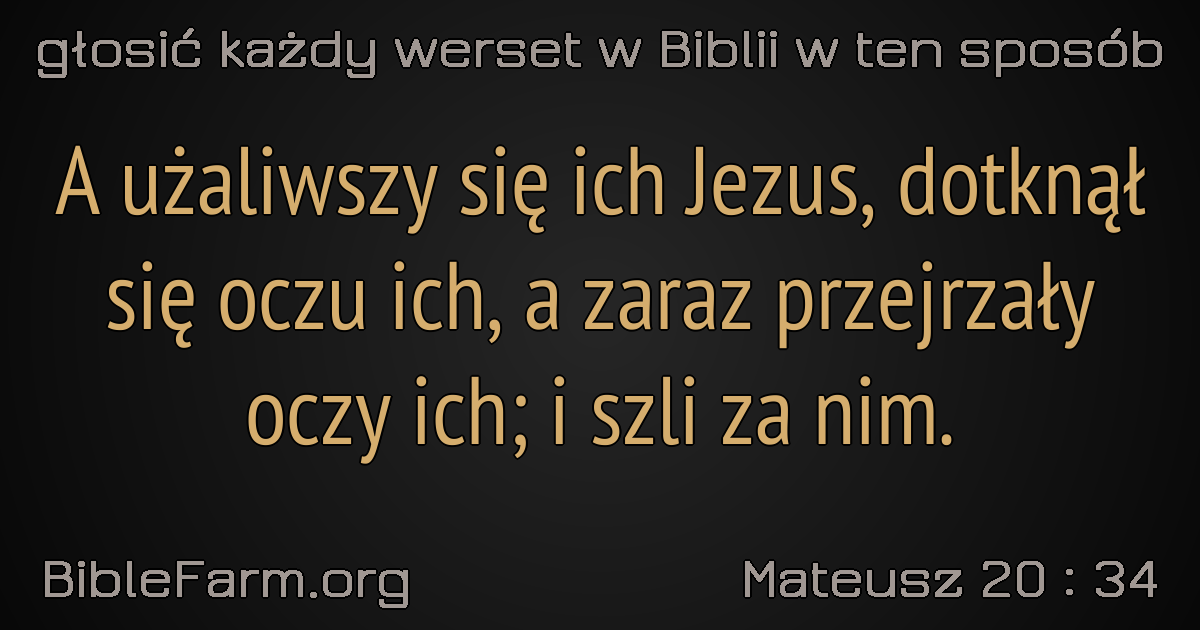 głosić każdy werset w Biblii w ten sposób
A użaliwszy się ich Jezus, dotknął
się oczu ich, a zaraz przejrzały
oczy ich; i szli za nim.
BibleFarm.org
Mateusz 20 : 34